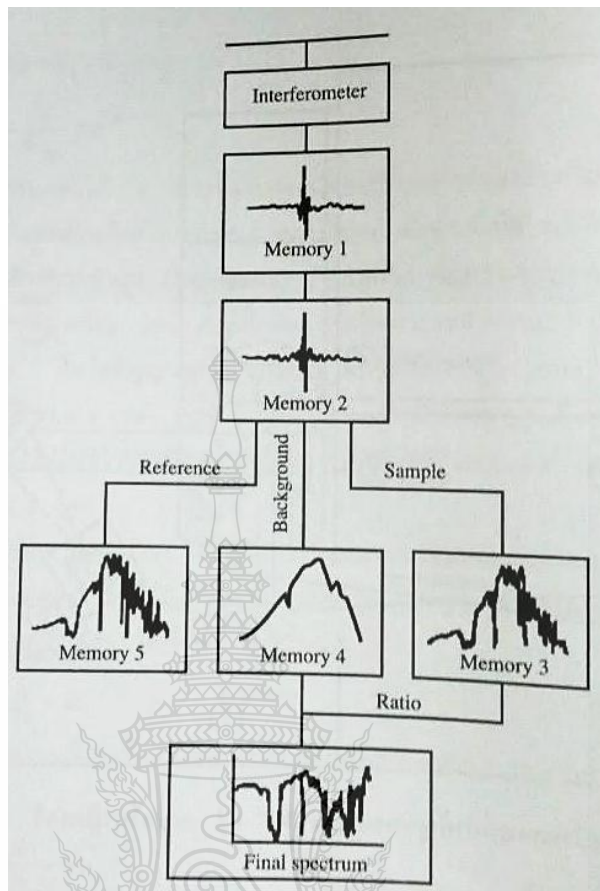 Interferometer
Memory 1
Memory 2
Reference
Background
Sample
Memory 5
Memory 4
Memory 3
Ratio
Final spectrum